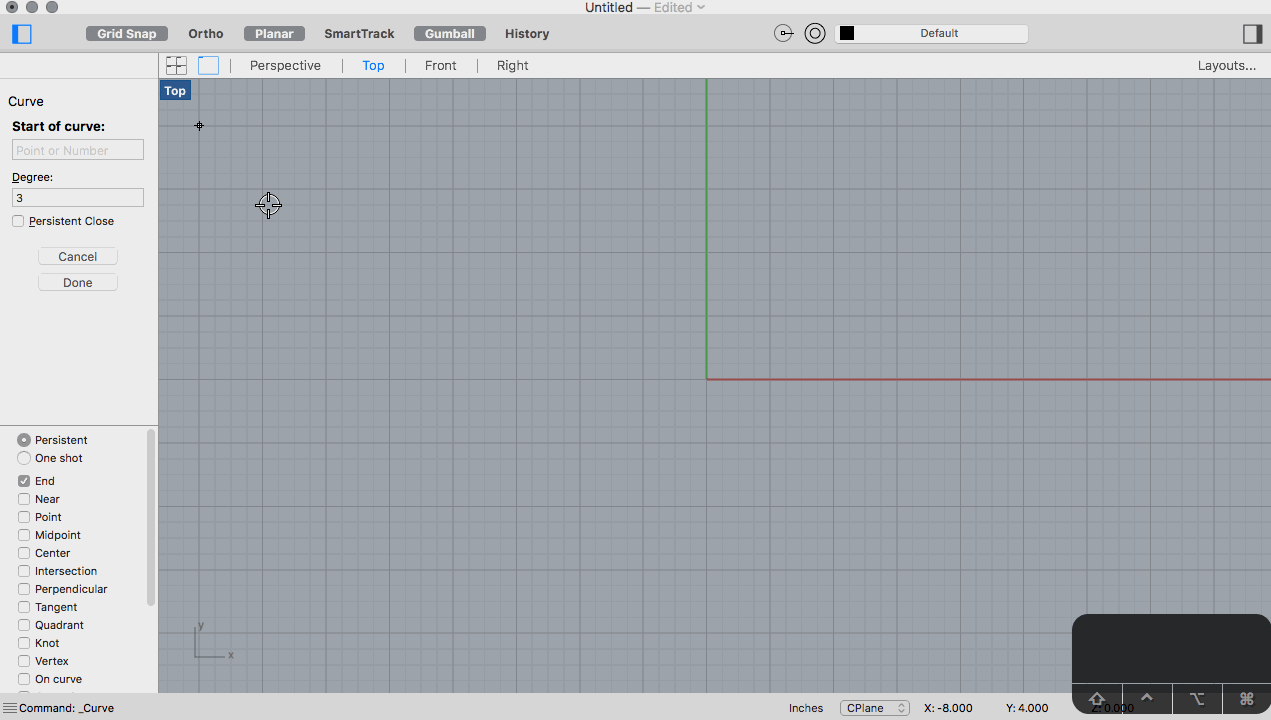 Untitled — Edited
Grid Snap Ortho Planar SmartTrack Gumball History Default
Perspective Top Front Right Layouts...
Top
Curve
Start of curve:
Point or Number
Degree:
3
Persistent Close
Cancel
Done
Persistent
One shot
End
Near
Point
Midpoint
Center
Intersection
Perpendicular
Tangent
Quadrant
Knot
Vertex
On curve
y
x
Command: _Curve Inches CPlane X: -8.000 Y: 4.000 Z: 0.000